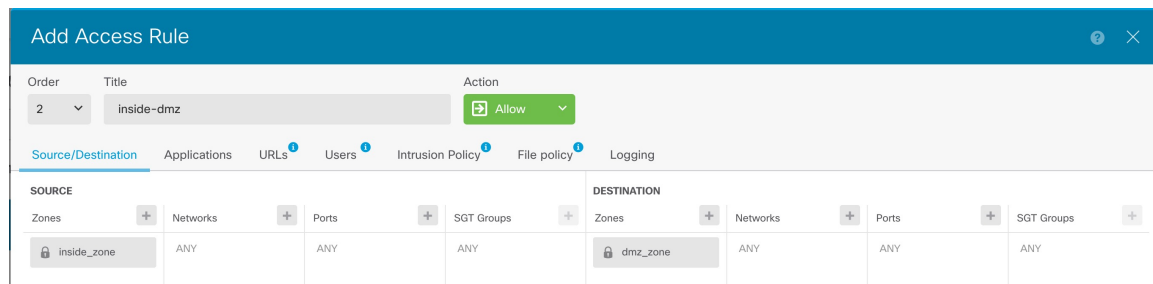 Add Access Rule
Order Title Action
2 inside-dmz Allow
Source/Destination Applications URLs Users Intrusion Policy File policy Logging
SOURCE DESTINATION
Zones Networks Ports SGT Groups Zones Networks Ports SGT Groups
inside_zone ANY ANY ANY dmz_zone ANY ANY ANY